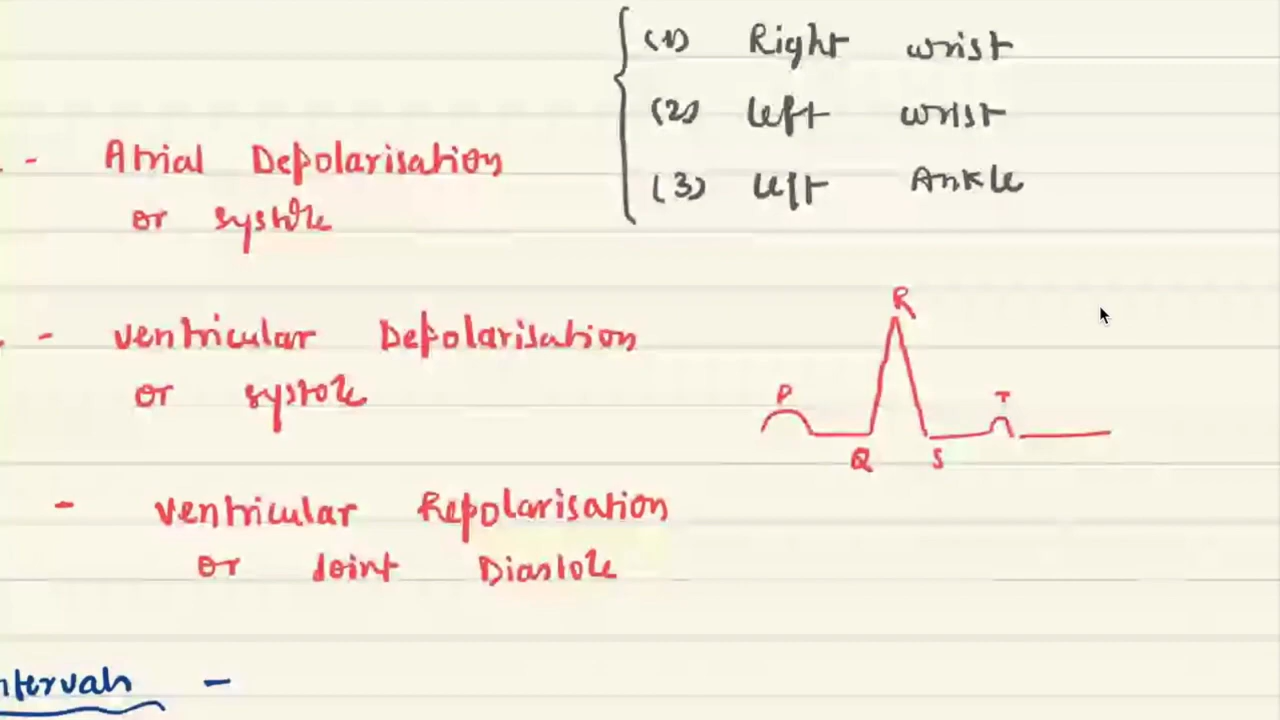 (1) Right wrist
(2) left wrist
(3) left Ankle
- Atrial Depolarisation
or systole
- ventricular Depolarisation
or systole
- ventricular Repolarisation
or Joint Diastole
R
P
T
Q
S
ntervals -